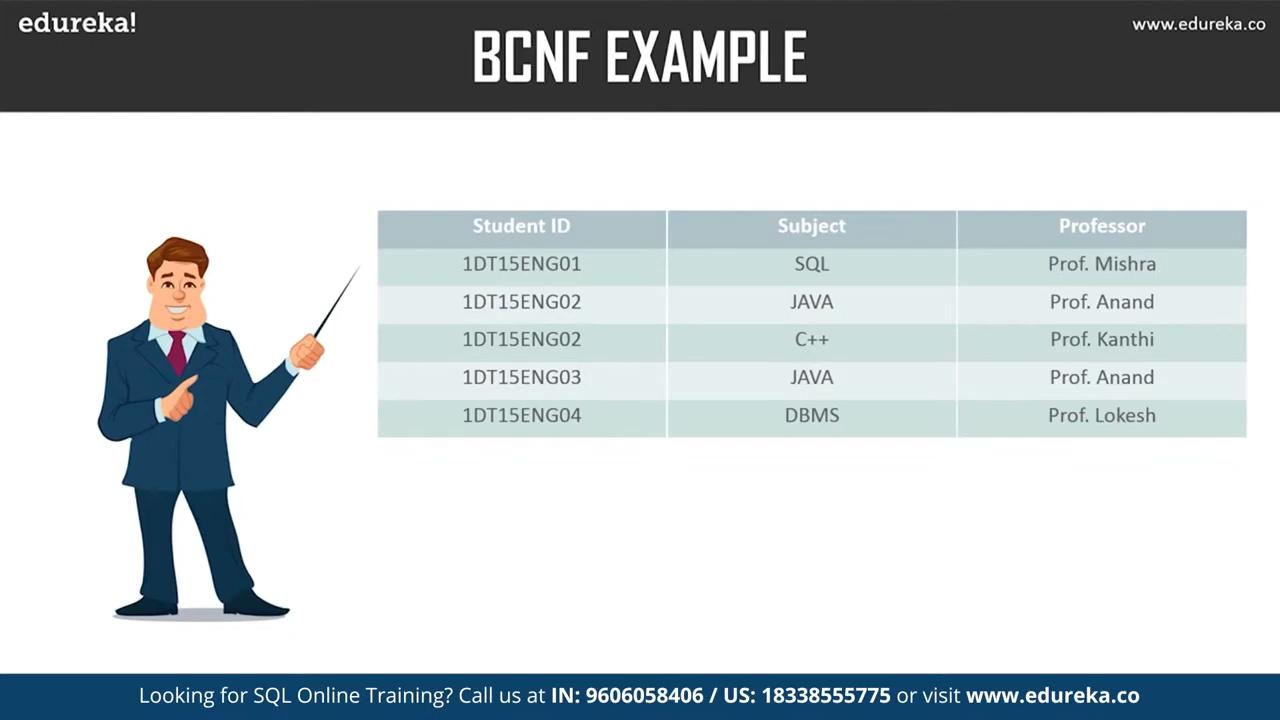 edureka!
www.edureka.co
BCNF EXAMPLE
Student ID Subject Professor
1DT15ENG01 SQL Prof. Mishra
1DT15ENG02 JAVA Prof. Anand
1DT15ENG02 C++ Prof. Kanthi
1DT15ENG03 JAVA Prof. Anand
1DT15ENG04 DBMS Prof. Lokesh
Looking for SQL Online Training? Call us at IN: 9606058406 / US: 18338555775 or visit www.edureka.co